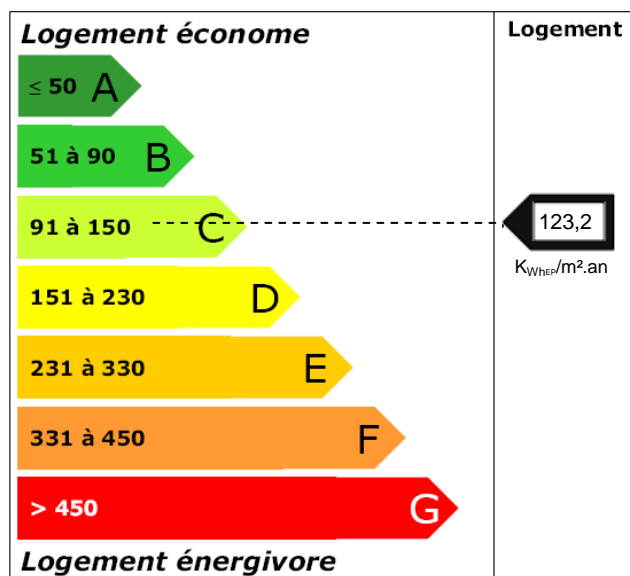 Logement économe
Logement
≤ 50 A
51 à 90 B
91 à 150 C
123,2
KWhEP/m².an
151 à 230 D
231 à 330 E
331 à 450 F
> 450 G
Logement énergivore